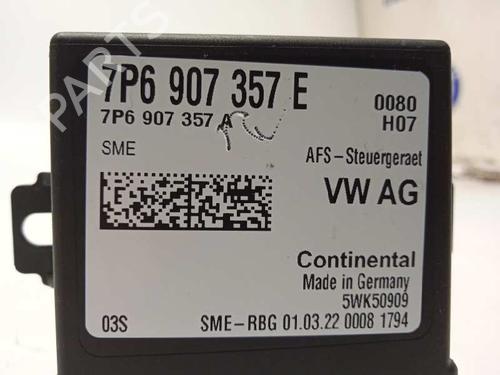 7P6 907 357 E
0080
7P6 907 357 A
H07
SME
AFS-Steuergeraet
VW AG
Continental
Made in Germany
5WK50909
03S
SME-RBG 01.03.22 0008 1794